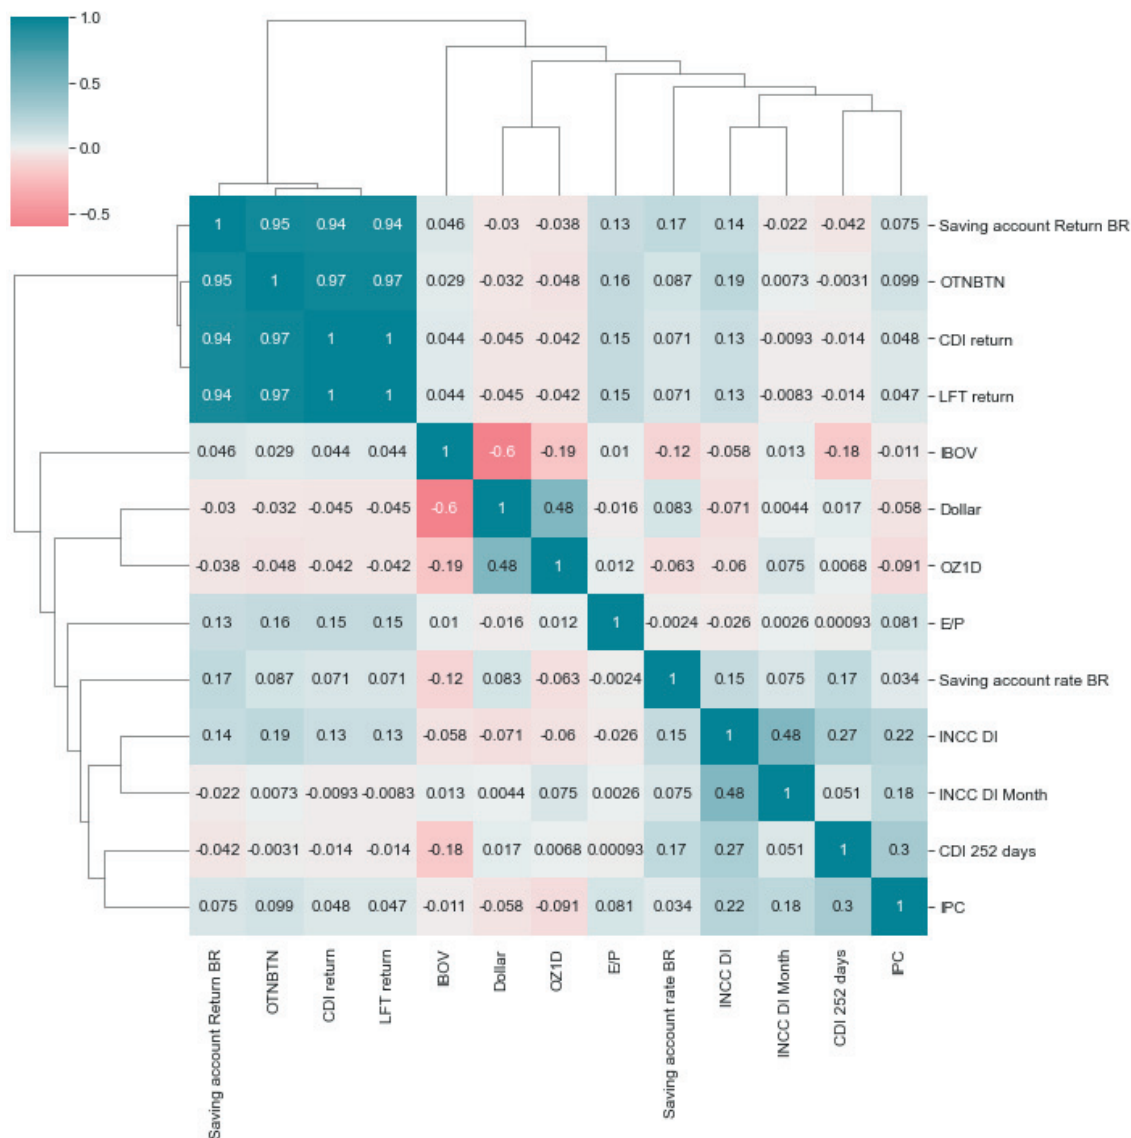 1.0
0.5
0.0
−0.5
1 0.95 0.94 0.94 0.046 -0.03 -0.038 0.13 0.17 0.14 -0.022 -0.042 0.075 Saving account Return BR
0.95 1 0.97 0.97 0.029 -0.032 -0.048 0.16 0.087 0.19 0.0073 -0.0031 0.099 OTNBTN
0.94 0.97 1 1 0.044 -0.045 -0.042 0.15 0.071 0.13 -0.0093 -0.014 0.048 CDI return
0.94 0.97 1 1 0.044 -0.045 -0.042 0.15 0.071 0.13 -0.0083 -0.014 0.047 LFT return
0.046 0.029 0.044 0.044 1 -0.6 -0.19 0.01 -0.12 -0.058 0.013 -0.18 -0.011 IBOV
-0.03 -0.032 -0.045 -0.045 -0.6 1 0.48 -0.016 0.083 -0.071 0.0044 0.017 -0.058 Dollar
-0.038 -0.048 -0.042 -0.042 -0.19 0.48 1 0.012 -0.063 -0.06 0.075 0.0068 -0.091 OZ1D
0.13 0.16 0.15 0.15 0.01 -0.016 0.012 1 -0.0024 -0.026 0.0026 0.00093 0.081 E/P
0.17 0.087 0.071 0.071 -0.12 0.083 -0.063 -0.0024 1 0.15 0.075 0.17 0.034 Saving account rate BR
0.14 0.19 0.13 0.13 -0.058 -0.071 -0.06 -0.026 0.15 1 0.48 0.27 0.22 INCC DI
-0.022 0.0073 -0.0093 -0.0083 0.013 0.0044 0.075 0.0026 0.075 0.48 1 0.051 0.18 INCC DI Month
-0.042 -0.0031 -0.014 -0.014 -0.18 0.017 0.0068 0.00093 0.17 0.27 0.051 1 0.3 CDI 252 days
0.075 0.099 0.048 0.047 -0.011 -0.058 -0.091 0.081 0.034 0.22 0.18 0.3 1 IPC
Saving account Return BR
OTNBTN
CDI return
LFT return
IBOV
Dollar
OZ1D
E/P
Saving account rate BR
INCC DI
INCC DI Month
CDI 252 days
IPC